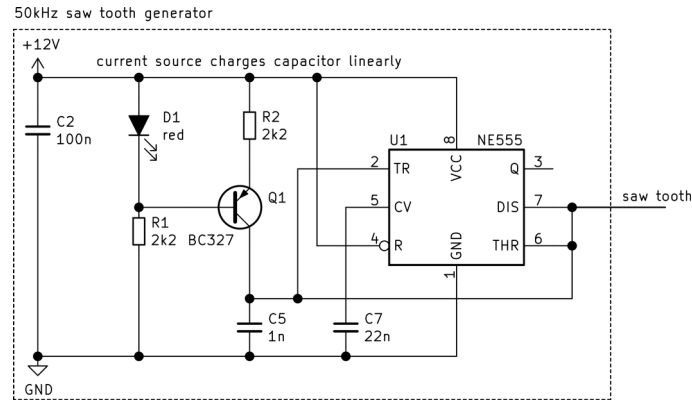 50kHz saw tooth generator
+12V
current source charges capacitor linearly
C2
100n
D1
red
R2
2k2
U1
NE555
8
VCC
2
TR
Q
3
Q1
5
CV
DIS
7
saw tooth
R1
2k2
BC327
4
R
GND
THR
6
1
C5
1n
C7
22n
GND